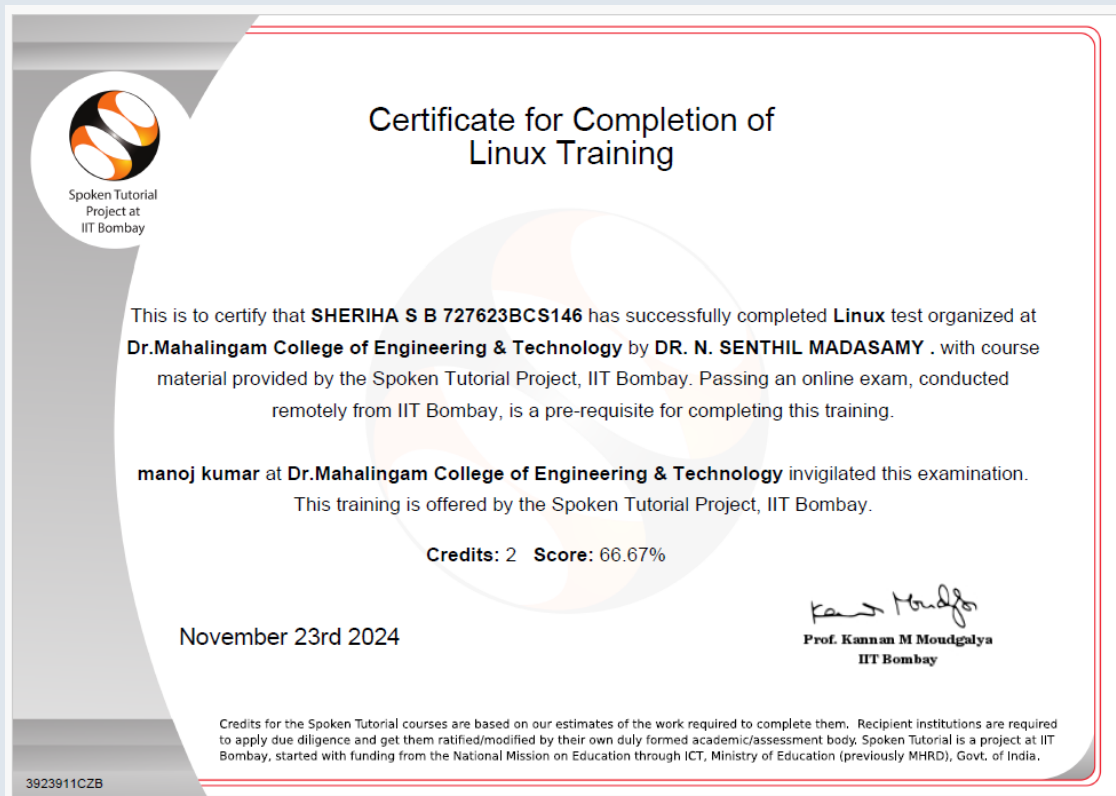 Spoken Tutorial
Project at
IIT Bombay
Certificate for Completion of
Linux Training
This is to certify that SHERIHA S B 727623BCS146 has successfully completed Linux test organized at
Dr.Mahalingam College of Engineering & Technology by DR. N. SENTHIL MADASAMY . with course
material provided by the Spoken Tutorial Project, IIT Bombay. Passing an online exam, conducted
remotely from IIT Bombay, is a pre-requisite for completing this training.
manoj kumar at Dr.Mahalingam College of Engineering & Technology invigilated this examination.
This training is offered by the Spoken Tutorial Project, IIT Bombay.
Credits: 2 Score: 66.67%
November 23rd 2024
Prof. Kannan M Moudgalya
IIT Bombay
Credits for the Spoken Tutorial courses are based on our estimates of the work required to complete them. Recipient institutions are required
to apply due diligence and get them ratified/modified by their own duly formed academic/assessment body. Spoken Tutorial is a project at IIT
Bombay, started with funding from the National Mission on Education through ICT, Ministry of Education (previously MHRD), Govt. of India.
3923911CZB